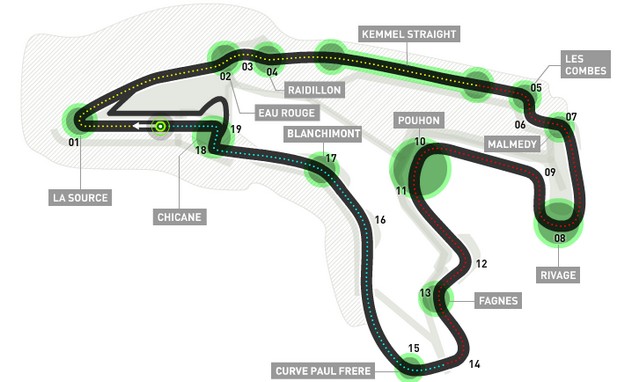 KEMMEL STRAIGHT
LES
COMBES
02
03
04
RAIDILLON
05
06
07
EAU ROUGE
MALMEDY
01
19
18
BLANCHIMONT
POUHON
10
17
09
11
LA SOURCE
CHICANE
16
08
12
RIVAGE
13
FAGNES
15
14
CURVE PAUL FRERE